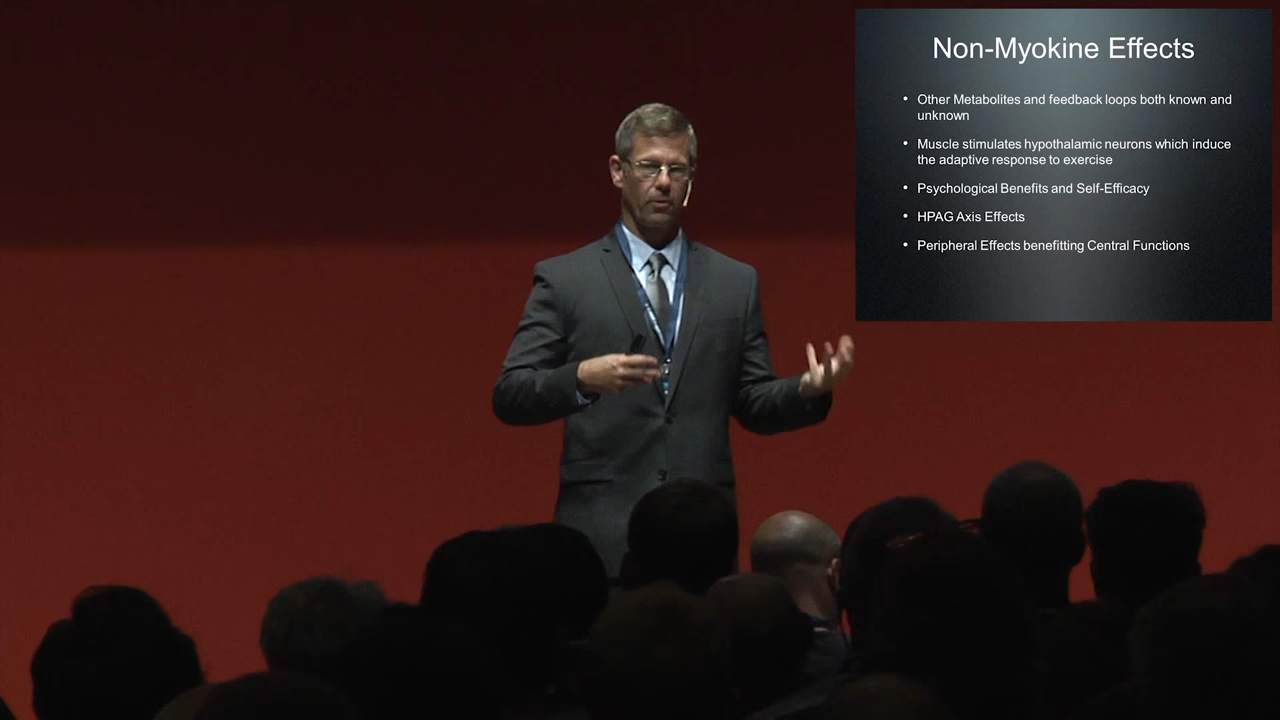 Non-Myokine Effects
• Other Metabolites and feedback loops both known and
unknown
• Muscle stimulates hypothalamic neurons which induce
the adaptive response to exercise
• Psychological Benefits and Self-Efficacy
• HPAG Axis Effects
• Peripheral Effects benefitting Central Functions